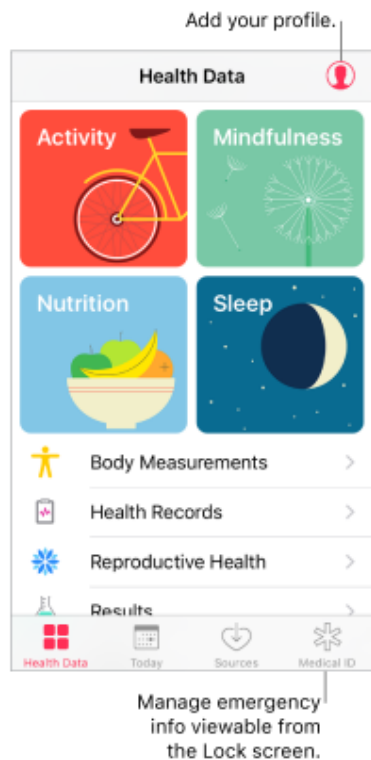 Add your profile.
Health Data
Activity
Mindfulness
Nutrition
Sleep
Body Measurements
Health Records
Reproductive Health
Results
Health Data
Today
Sources
Medical ID
Manage emergency
info viewable from
the Lock screen.